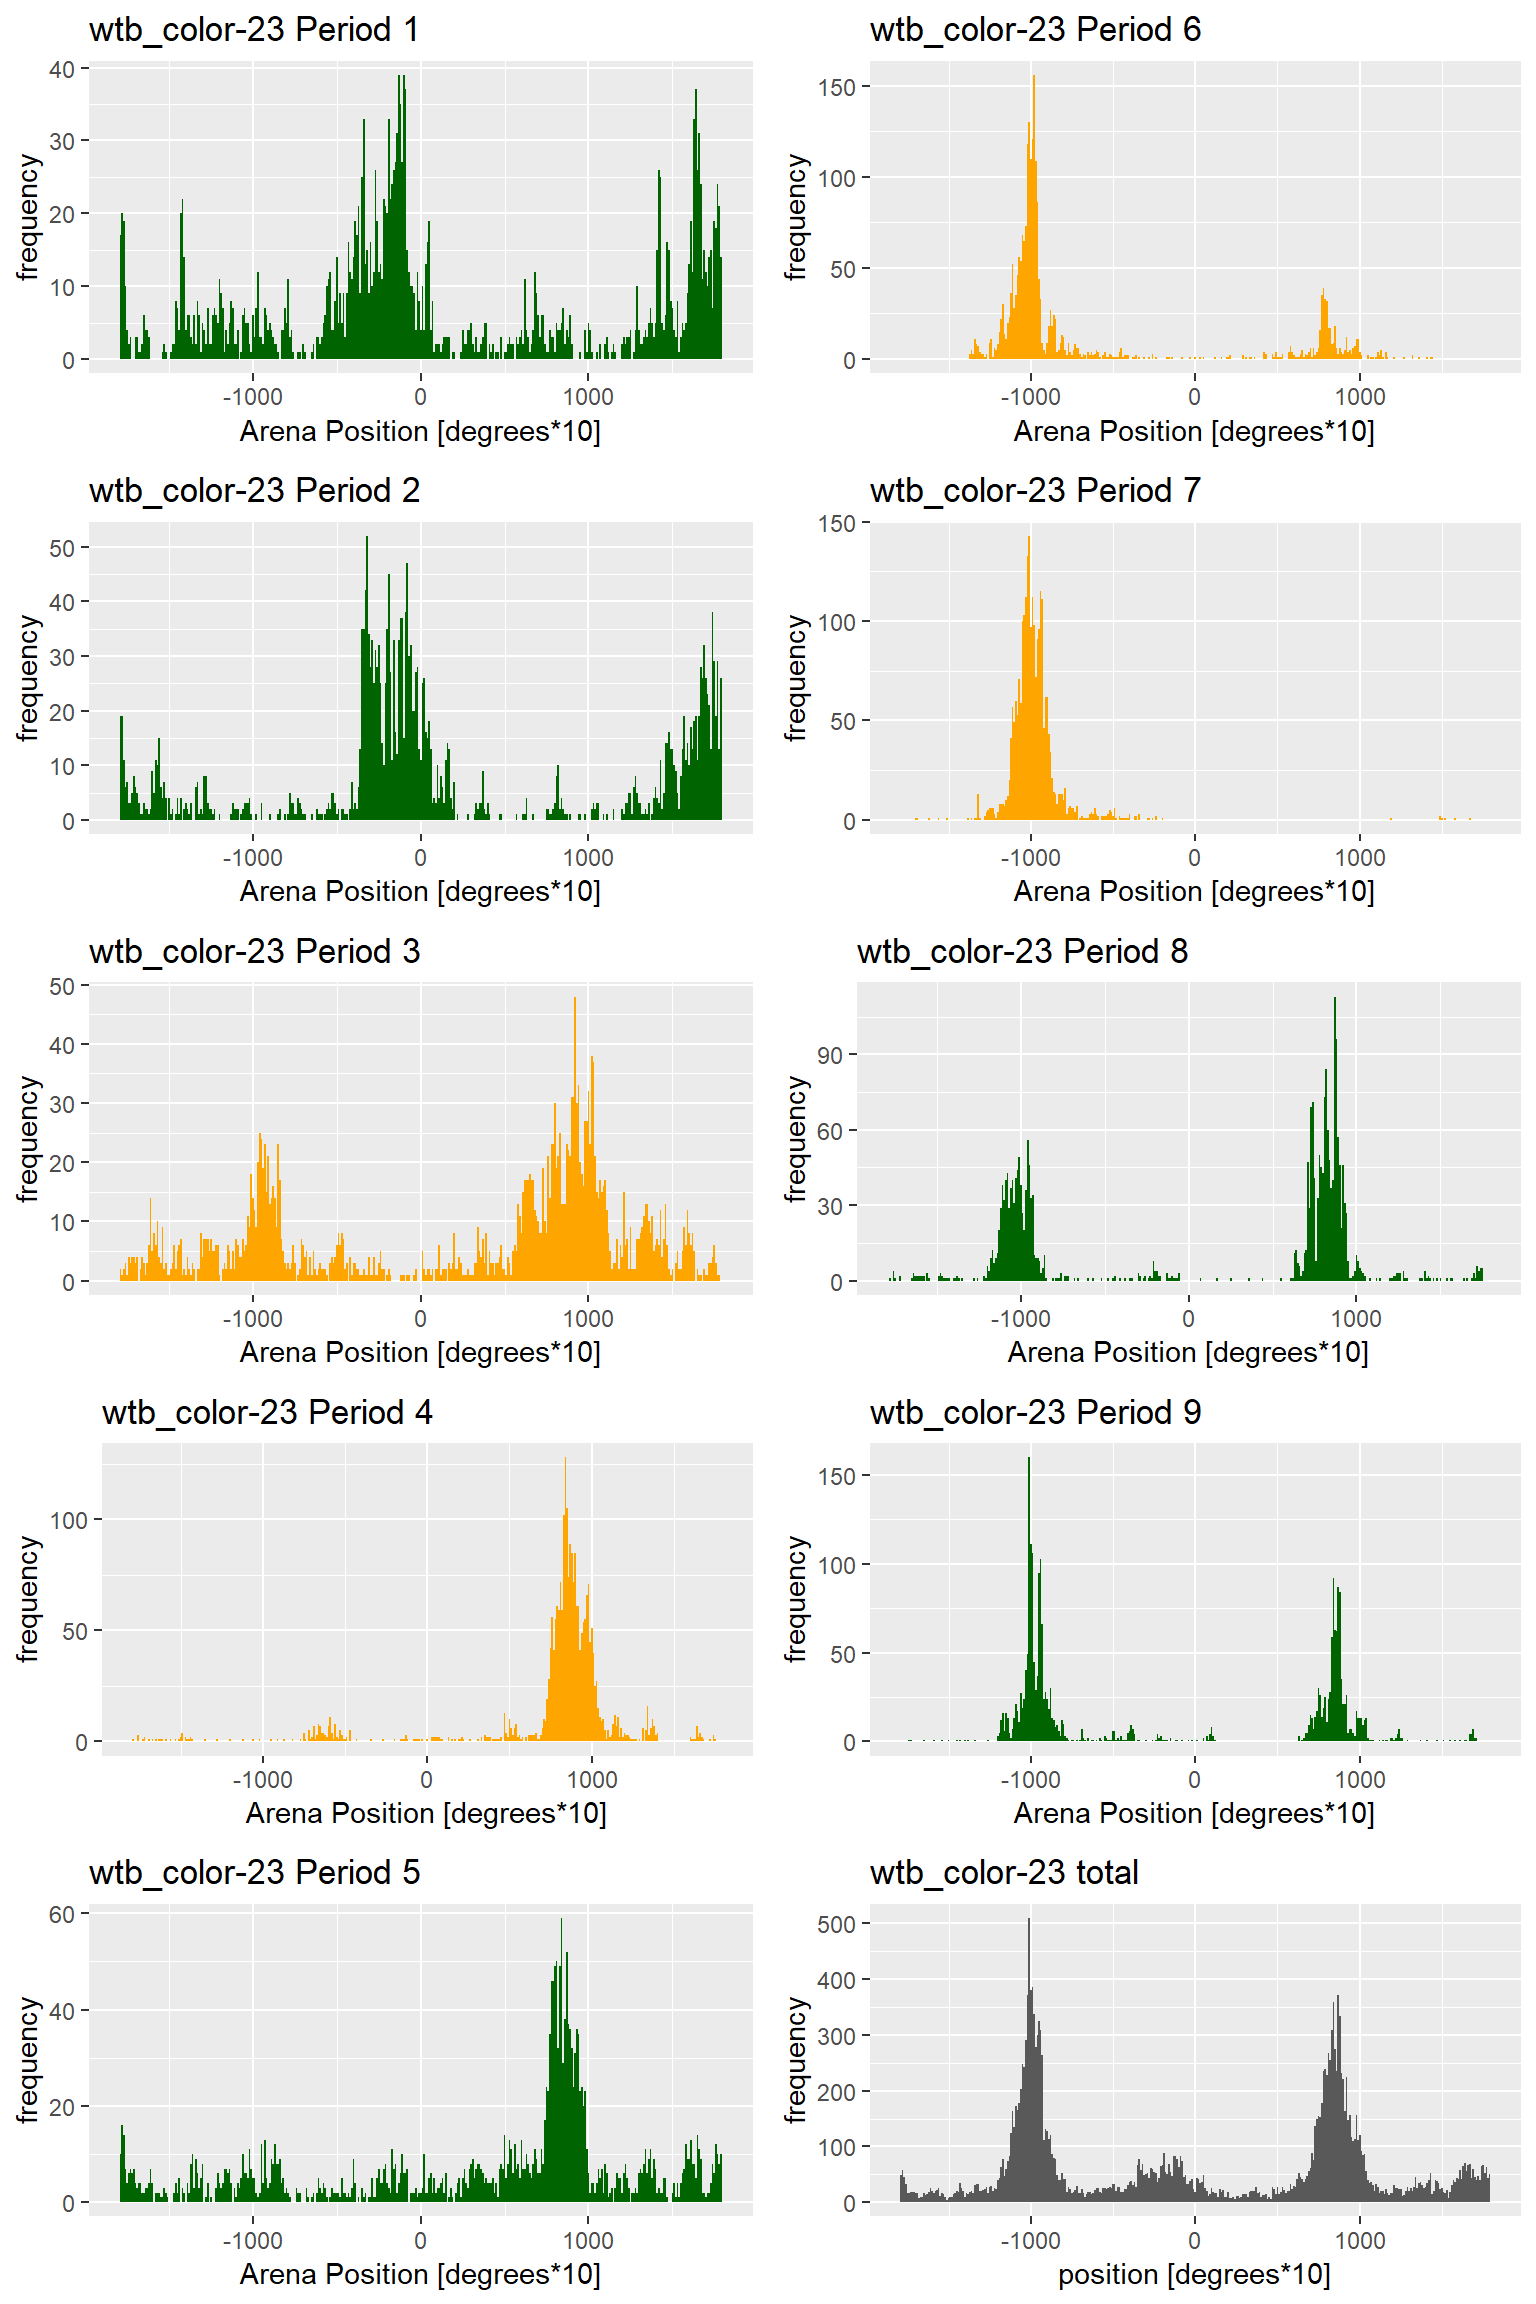 wtb_color-23 Period 1
40
30
20
10
0
frequency
-1000 0 1000
Arena Position [degrees*10]
wtb_color-23 Period 6
150
100
50
0
frequency
-1000 0 1000
Arena Position [degrees*10]
wtb_color-23 Period 2
50
40
30
20
10
0
frequency
-1000 0 1000
Arena Position [degrees*10]
wtb_color-23 Period 7
150
100
50
0
frequency
-1000 0 1000
Arena Position [degrees*10]
wtb_color-23 Period 3
50
40
30
20
10
0
frequency
-1000 0 1000
Arena Position [degrees*10]
wtb_color-23 Period 8
90
60
30
0
frequency
-1000 0 1000
Arena Position [degrees*10]
wtb_color-23 Period 4
100
50
0
frequency
-1000 0 1000
Arena Position [degrees*10]
wtb_color-23 Period 9
150
100
50
0
frequency
-1000 0 1000
Arena Position [degrees*10]
wtb_color-23 Period 5
60
40
20
0
frequency
-1000 0 1000
Arena Position [degrees*10]
wtb_color-23 total
500
400
300
200
100
0
frequency
-1000 0 1000
position [degrees*10]